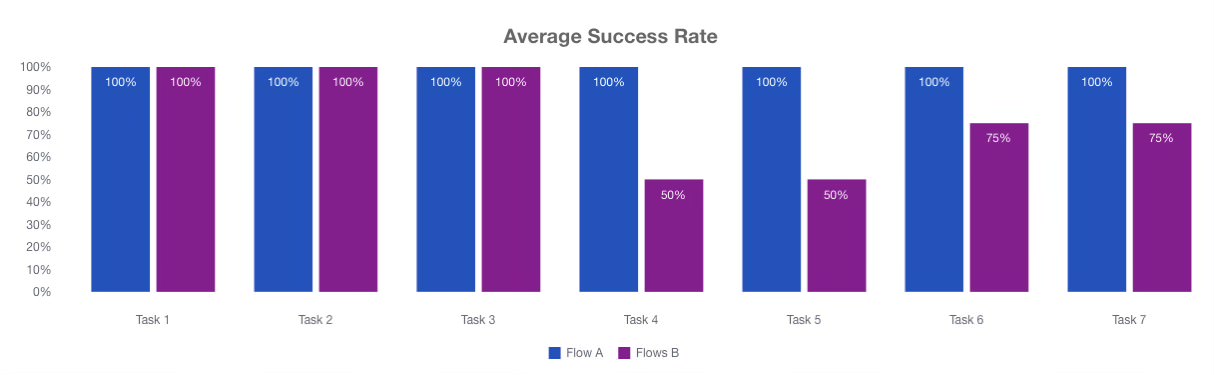 Average Success Rate
100%
90%
80%
70%
60%
50%
40%
30%
20%
10%
0%
100% 100% 100% 100% 100% 100% 100% 50% 100% 50% 100% 75% 100% 75%
Task 1 Task 2 Task 3 Task 4 Task 5 Task 6 Task 7
Flow A Flows B